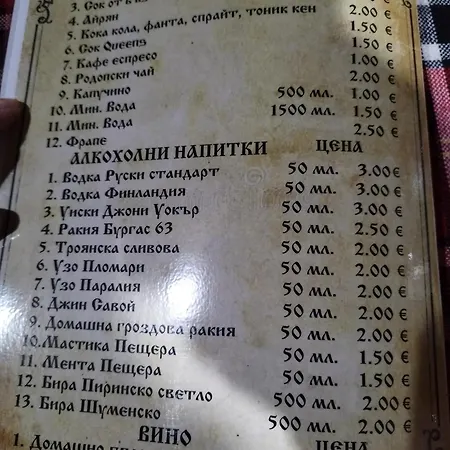 3. Сок от в
4. Айрян
5. Кока кола, фанта, спрайт, тоник кен 2.00 €
6. Сок Queens 1.50 €
7. Кафе еспресо 1.50 €
8. Родопски чай 1.00 €
9. Капучино 2.00 €
10. Мин. Вода 500 мл. 1.00 €
11. Мин. Вода 1500 мл. 1.50 €
12. Фрапе 2.50 €
АЛКОХОЛНИ НАПИТКИ ЦЕНА
1. Водка Руски стандарт 50 мл. 3.00 €
2. Водка Финландия 50 мл. 3.00 €
3. Уиски Джони Уокър 50 мл. 3.00 €
4. Ракия Бургас 63 50 мл. 2.50 €
5. Троянска сливова 50 мл. 2.00 €
6. Узо Пломари 50 мл. 2.00 €
7. Узо Паралия 50 мл. 2.00 €
8. Джин Савой 50 мл. 2.00 €
9. Домашна гроздова ракия 50 мл. 2.00 €
10. Мастика Пещера 50 мл. 1.50 €
11. Мента Пещера 50 мл. 1.50 €
12. Бира Пиринско светло 500 мл. 2.00 €
13. Бира Шуменско 500 мл. 2.00 €
ВИНО ЦЕНА
1. Домашно